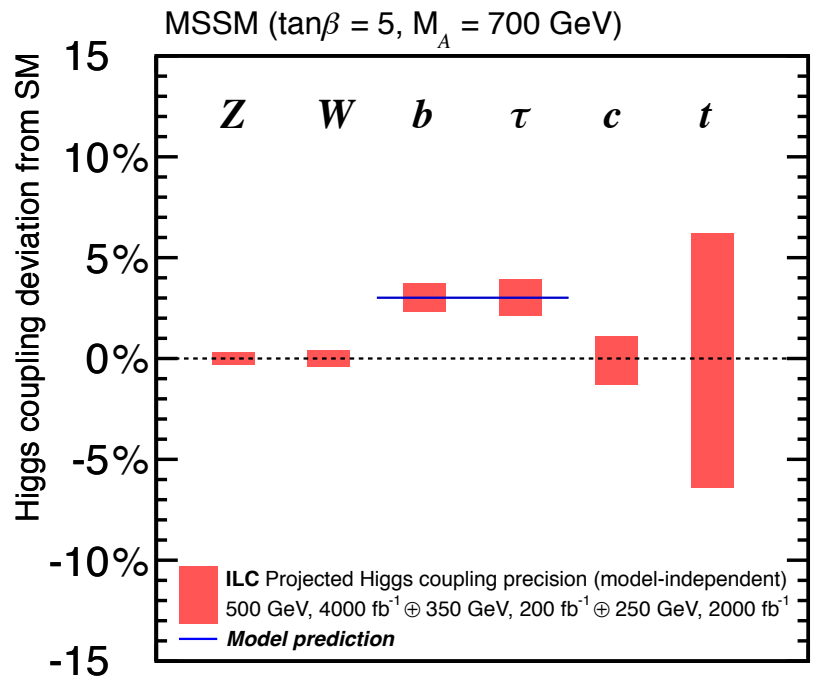 MSSM (tanβ = 5, M_A = 700 GeV)
Higgs coupling deviation from SM
15
10%
5%
0%
-5%
-10%
-15
Z W b τ c t
ILC Projected Higgs coupling precision (model-independent)
500 GeV, 4000 fb⁻¹ ⊕ 350 GeV, 200 fb⁻¹ ⊕ 250 GeV, 2000 fb⁻¹
Model prediction